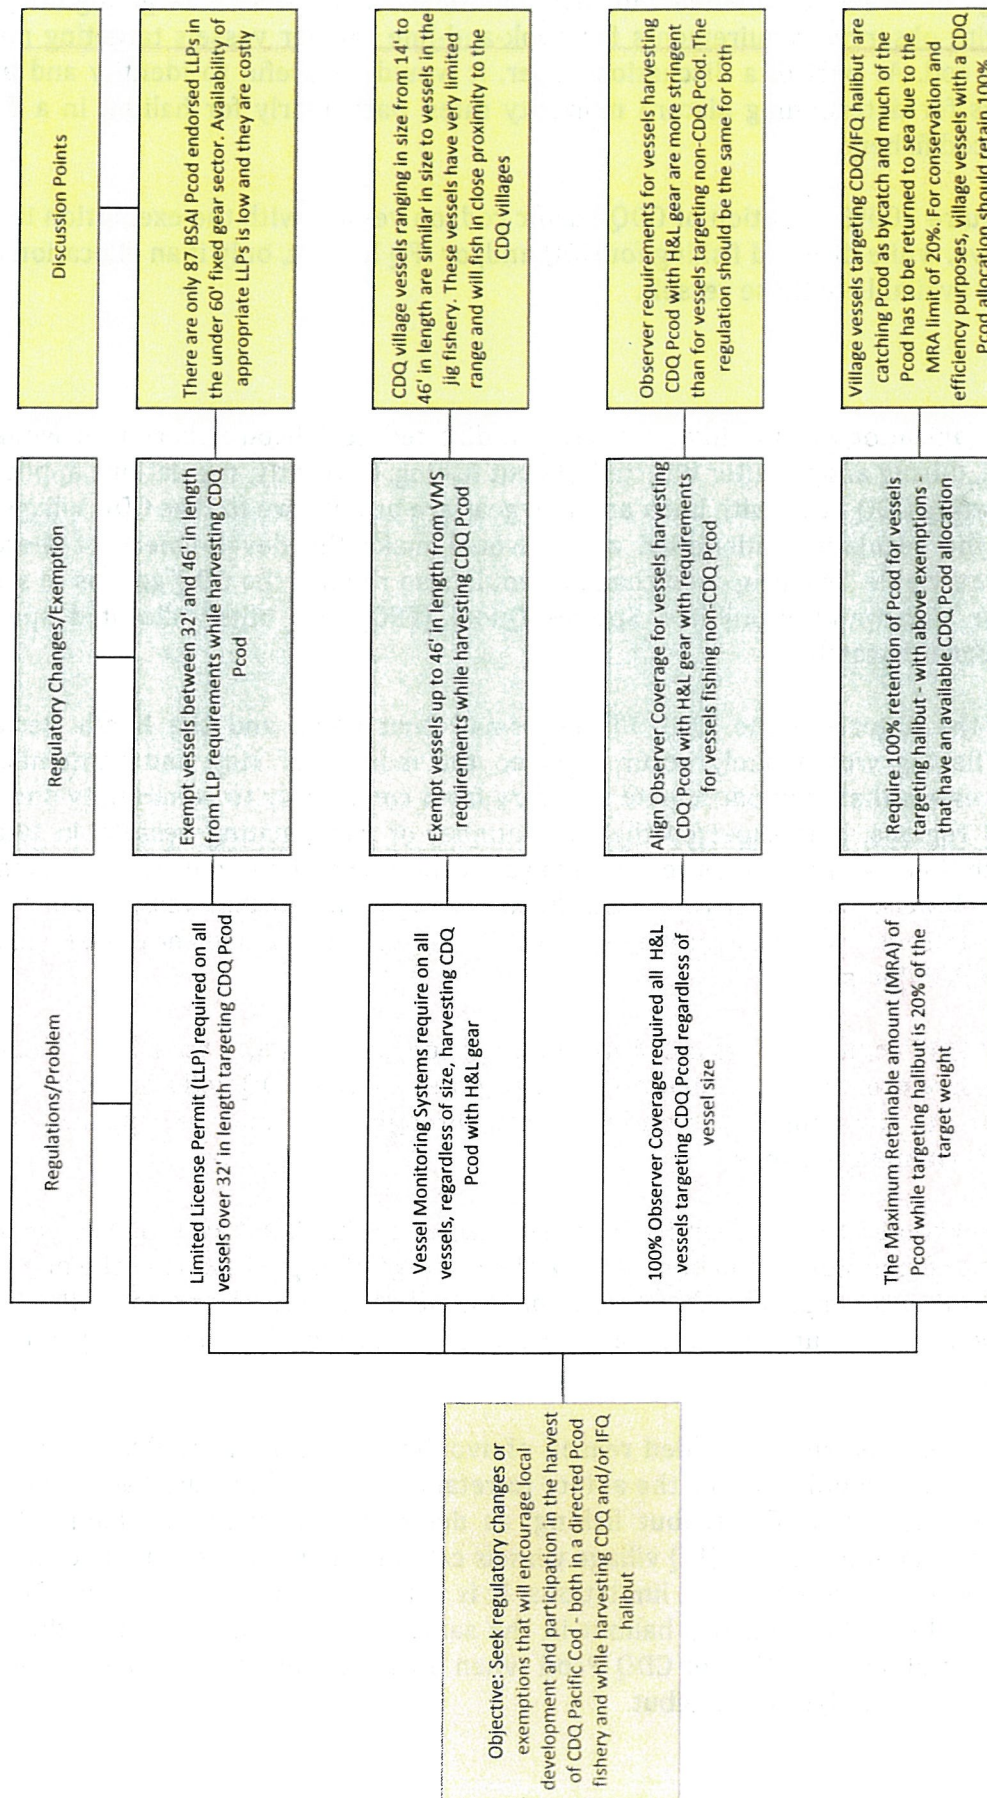 Objective: Seek regulatory changes or
exemptions that will encourage local
development and participation in the harvest
of CDQ Pacific Cod - both in a directed Pcod
fishery and while harvesting CDQ and/or IFQ
halibut
Regulations/Problem
Regulatory Changes/Exemption
Discussion Points
Limited License Permit (LLP) required on all
vessels over 32' in length targeting CDQ Pcod
Exempt vessels between 32' and 46' in length
from LLP requirements while harvesting CDQ
Pcod
There are only 87 BSAI Pcod endorsed LLPs in
the under 60' fixed gear sector. Availability of
appropriate LLPs is low and they are costly
Vessel Monitoring Systems require on all
vessels, regardless of size, harvesting CDQ
Pcod with H&L gear
Exempt vessels up to 46' in length from VMS
requirements while harvesting CDQ Pcod
CDQ village vessels ranging in size from 14' to
46' in length are similar in size to vessels in the
jig fishery. These vessels have very limited
range and will fish in close proximity to the
CDQ villages
100% Observer Coverage required all H&L
vessels targeting CDQ Pcod regardless of
vessel size
Align Observer Coverage for vessels harvesting
CDQ Pcod with H&L gear with requirements
for vessels fishing non-CDQ Pcod
Observer requirements for vessels harvesting
CDQ Pcod with H&L gear are more stringent
than for vessels targeting non-CDQ Pcod. The
regulation should be the same for both
The Maximum Retainable amount (MRA) of
Pcod while targeting halibut is 20% of the
target weight
Require 100% retention of Pcod for vessels
targeting halibut - with above exemptions
that have an available CDQ Pcod allocation
Village vessels targeting CDQ/IFQ halibut are
catching Pcod as bycatch and much of the
Pcod has to be returned to sea due to the
MRA limit of 20%. For conservation and
efficiency purposes, village vessels with a CDQ
Pcod allocation should retain 100%